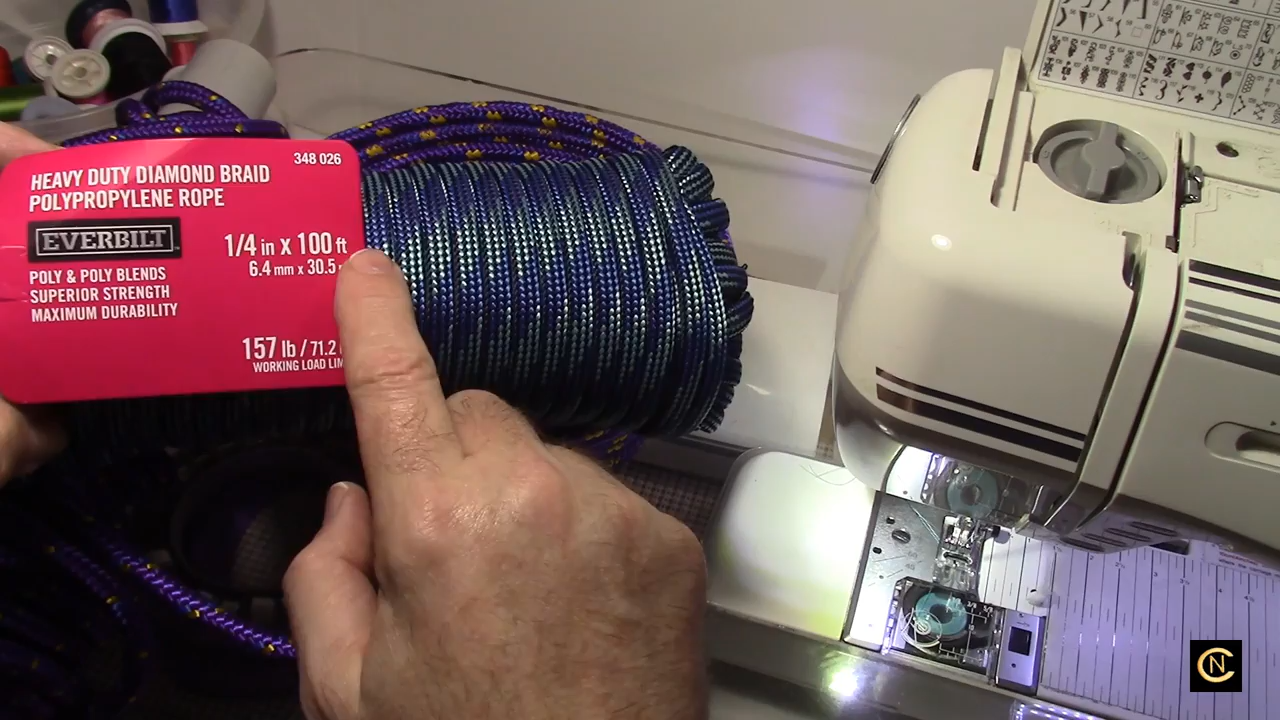 348 026
HEAVY DUTY DIAMOND BRAID
POLYPROPYLENE ROPE
EVERBILT
1/4 in x 100 ft
6.4 mm x 30.5
POLY & POLY BLENDS
SUPERIOR STRENGTH
MAXIMUM DURABILITY
157 lb / 71.2
WORKING LOAD LIM